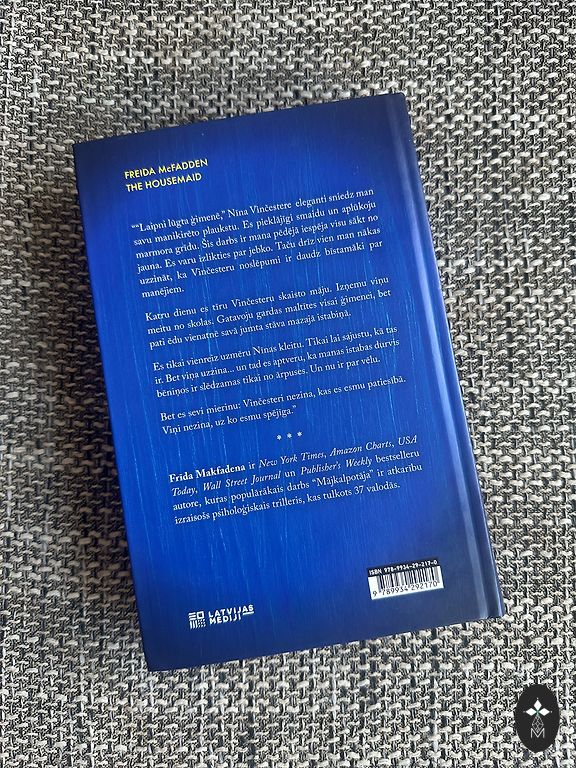 FREIDA McFADDEN
THE HOUSEMAID
““Laipni lūgta ģimenē,” Nina Vinčestere eleganti sniedz man
savu manikirēto plaukstu. Es pieklājīgi smaidu un aplūkoju
marmora grīdu. Šis darbs ir mana pēdējā iespēja visu sākt no
jauna. Es varu izlikties par jebko. Taču drīz vien man nākas
uzzināt, ka Vinčesteru noslēpumi ir daudz bīstamāki par
manējiem.
Katru dienu es tīru Vinčesteru skaisto māju. Izņemu viņu
meitu no skolas. Gatavoju gardas maltītes visai ģimenei, bet
pati ēdu vienatnē savā jumta stāva mazajā istabiņā.
Es tikai vienreiz uzmēru Ninas kleitu. Tikai lai sajustu, kā tas
ir. Bet viņa uzzina... un tad es aptveru, ka manas istabas durvis
bēniņos ir slēdzamas tikai no ārpuses. Un nu ir par vēlu.
Bet es sevi mierinu: Vinčesteri nezina, kas es esmu patiesībā.
Viņi nezina, uz ko esmu spējīga.”
* * *
Frida Makfadena ir New York Times, Amazon Charts, USA
Today, Wall Street Journal un Publisher's Weekly bestselleru
autore, kuras populārākais darbs “Mājkalpotāja” ir atkarību
izraisošs psiholoģiskais trilleris, kas tulkots 37 valodās.
ISBN 978-9934-29-217-0
9 789934 292170
LATVIJAS
MEDIJI
M